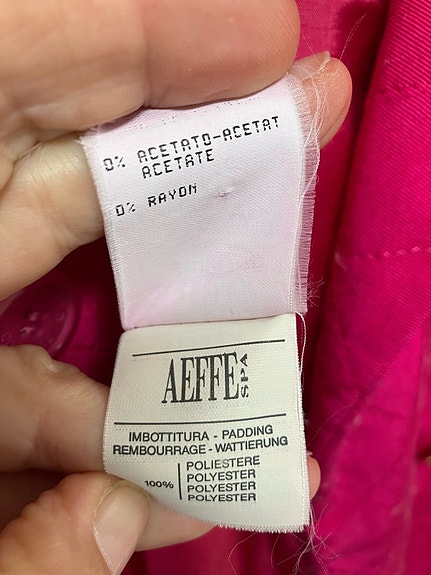 0% ACETATO-ACETAT
ACETATE
0% RAYON
AEFFE SPA
IMBOTTITURA - PADDING
REMBOURRAGE - WATTIERUNG
100% POLIESTERE
POLYESTER
POLYESTER
POLYESTER